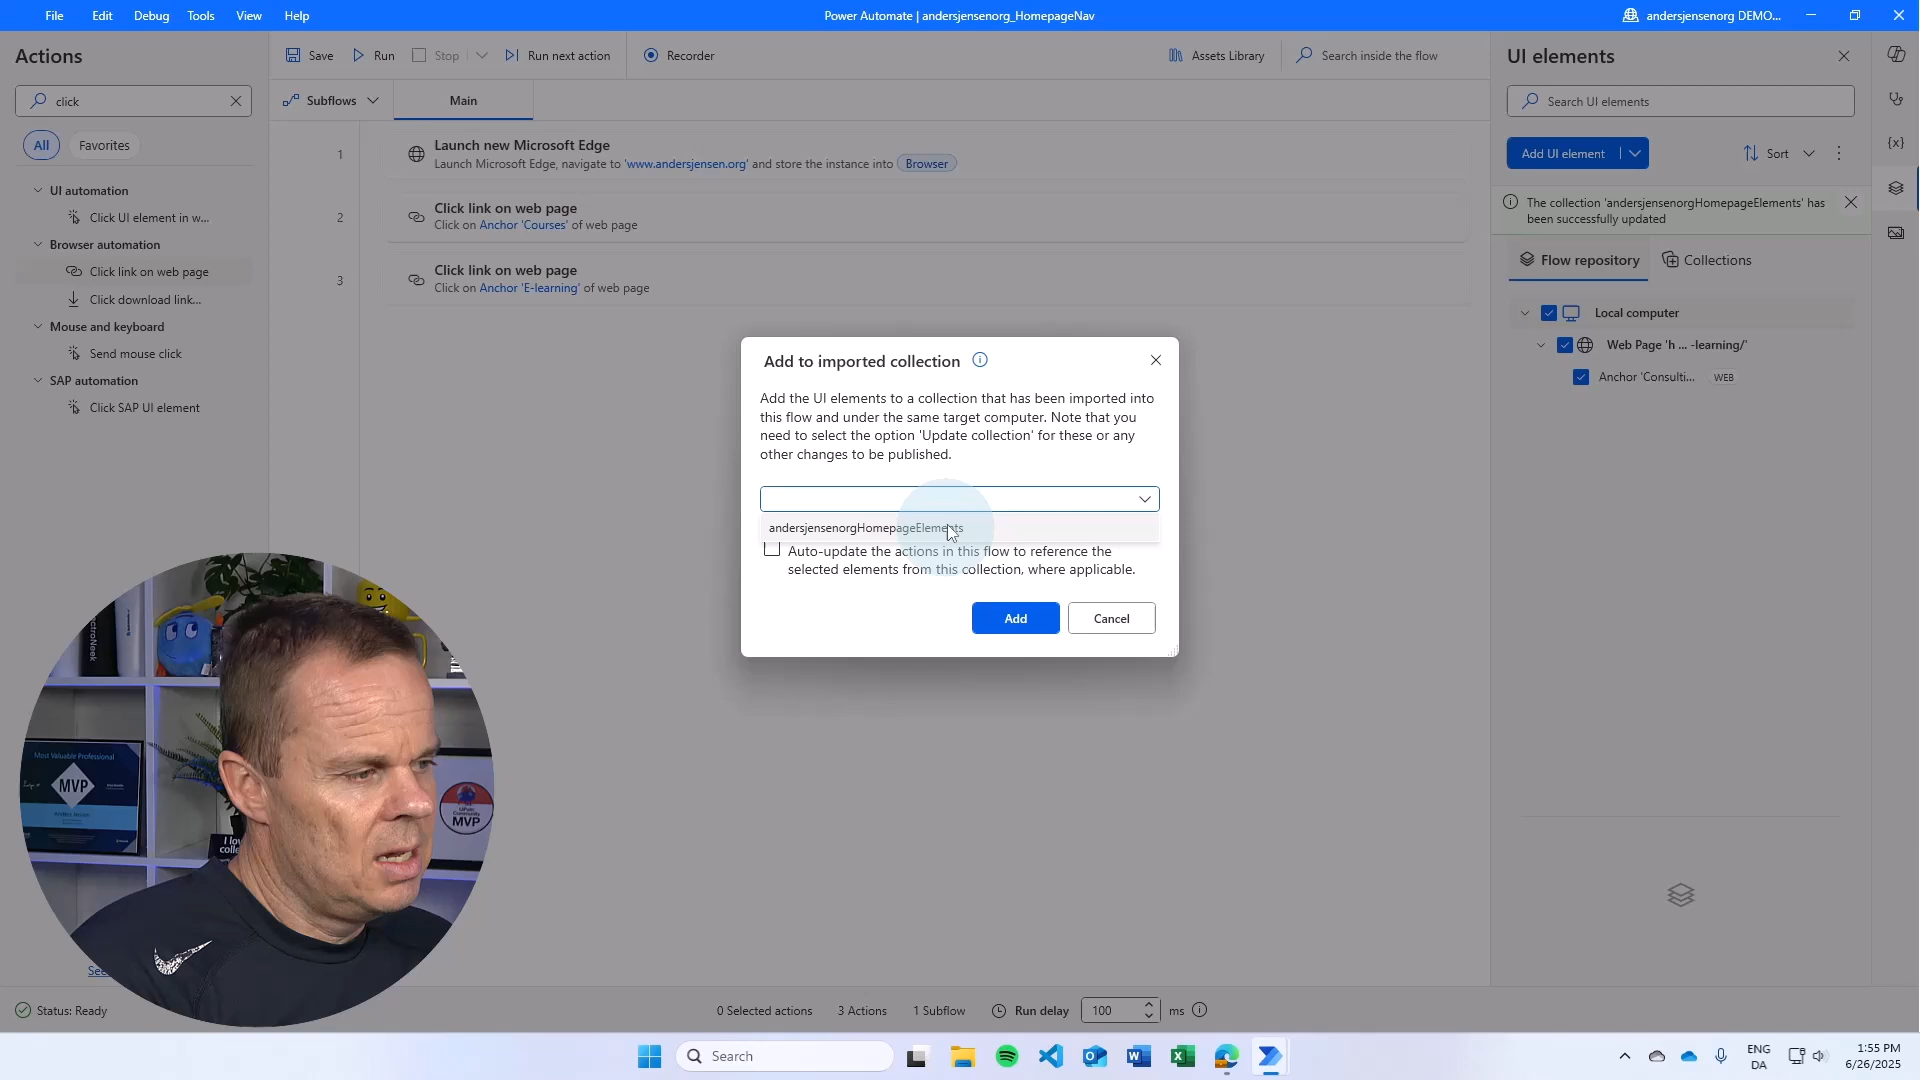 File Edit Debug Tools View Help
Power Automate | andersjensenorg_HomepageNav
andersjensenorg DEMO...
Actions
click
All Favorites
UI automation
Click UI element in w...
Browser automation
Click link on web page
Click download link...
Mouse and keyboard
Send mouse click
SAP automation
Click SAP UI element
Save Run Stop Run next action Recorder
Assets Library Search inside the flow
Subflows Main
1
Launch new Microsoft Edge
Launch Microsoft Edge, navigate to 'www.andersjensen.org' and store the instance into Browser
2
Click link on web page
Click on Anchor 'Courses' of web page
3
Click link on web page
Click on Anchor 'E-learning' of web page
Add to imported collection
Add the UI elements to a collection that has been imported into
this flow and under the same target computer. Note that you
need to select the option 'Update collection' for these or any
other changes to be published.
andersjensenorgHomepageElements
Auto-update the actions in this flow to reference the
selected elements from this collection, where applicable.
Add Cancel
UI elements
Search UI elements
Add UI element Sort
{x}
The collection 'andersjensenorgHomepageElements' has
been successfully updated
Flow repository Collections
Local computer
Web Page 'h ... -learning/'
Anchor 'Consulti... WEB
Most Valuable Professional
MVP
MVP
Status: Ready
0 Selected actions 3 Actions 1 Subflow Run delay 100 ms
Search
ENG
DA
1:55 PM
6/26/2025